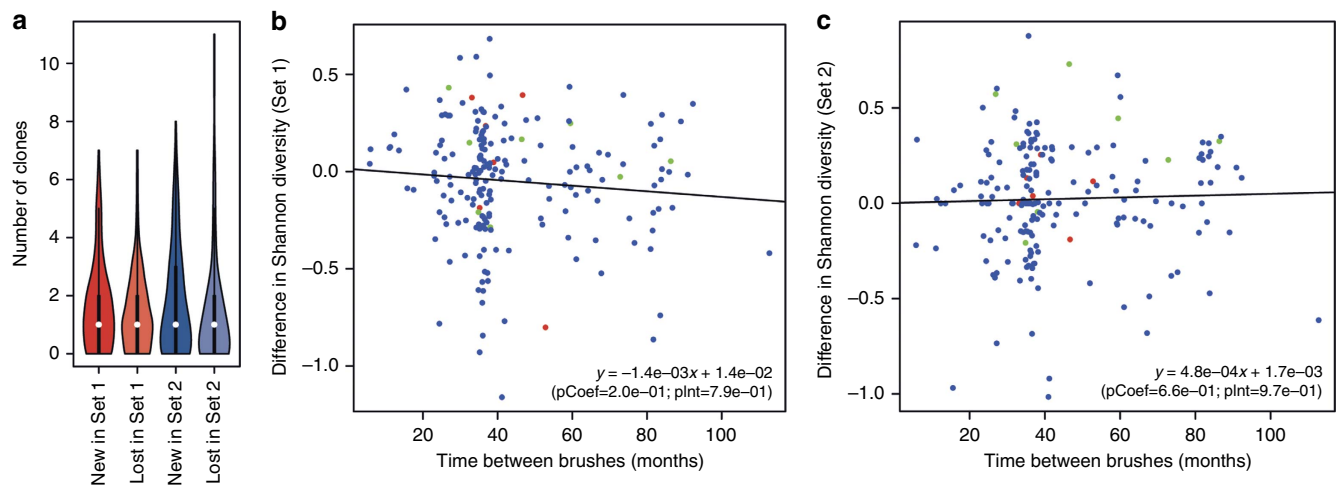 a
Number of clones
10
8
6
4
2
0
New in Set 1
Lost in Set 1
New in Set 2
Lost in Set 2
b
Difference in Shannon diversity (Set 1)
0.5
0.0
−0.5
−1.0
y = −1.4e−03x + 1.4e−02
(pCoef=2.0e−01; pInt=7.9e−01)
20 40 60 80 100
Time between brushes (months)
c
Difference in Shannon diversity (Set 2)
0.5
0.0
−0.5
−1.0
y = 4.8e−04x + 1.7e−03
(pCoef=6.6e−01; pInt=9.7e−01)
20 40 60 80 100
Time between brushes (months)